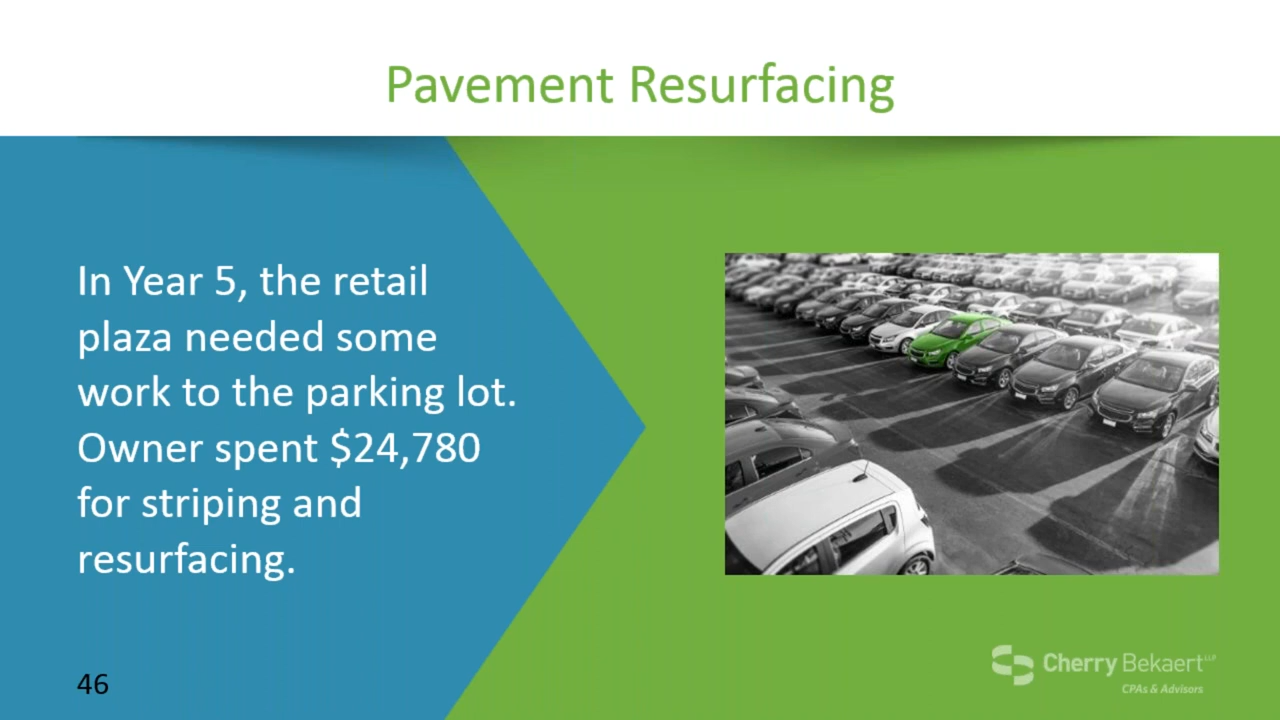 Pavement Resurfacing
In Year 5, the retail
plaza needed some
work to the parking lot.
Owner spent $24,780
for striping and
resurfacing.
46
Cherry Bekaert LLP
CPAs & Advisors